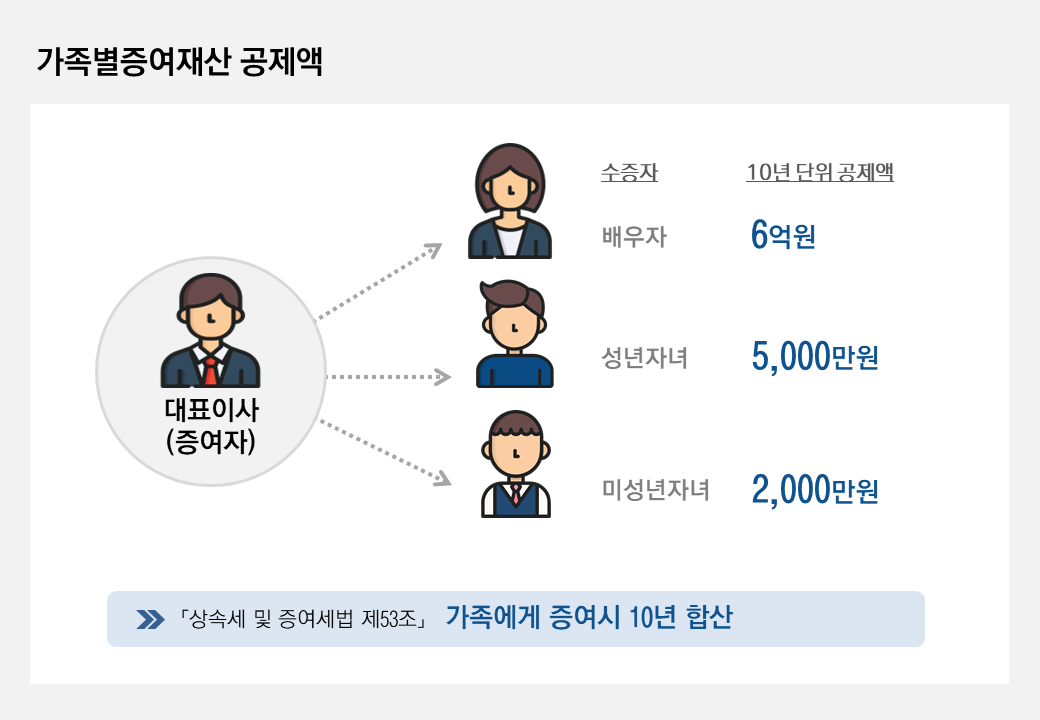 가족별증여재산 공제액
수증자 10년 단위 공제액
배우자 6억원
성년자녀 5,000만원
대표이사
(증여자)
미성년자녀 2,000만원
「상속세 및 증여세법 제53조」 가족에게 증여시 10년 합산